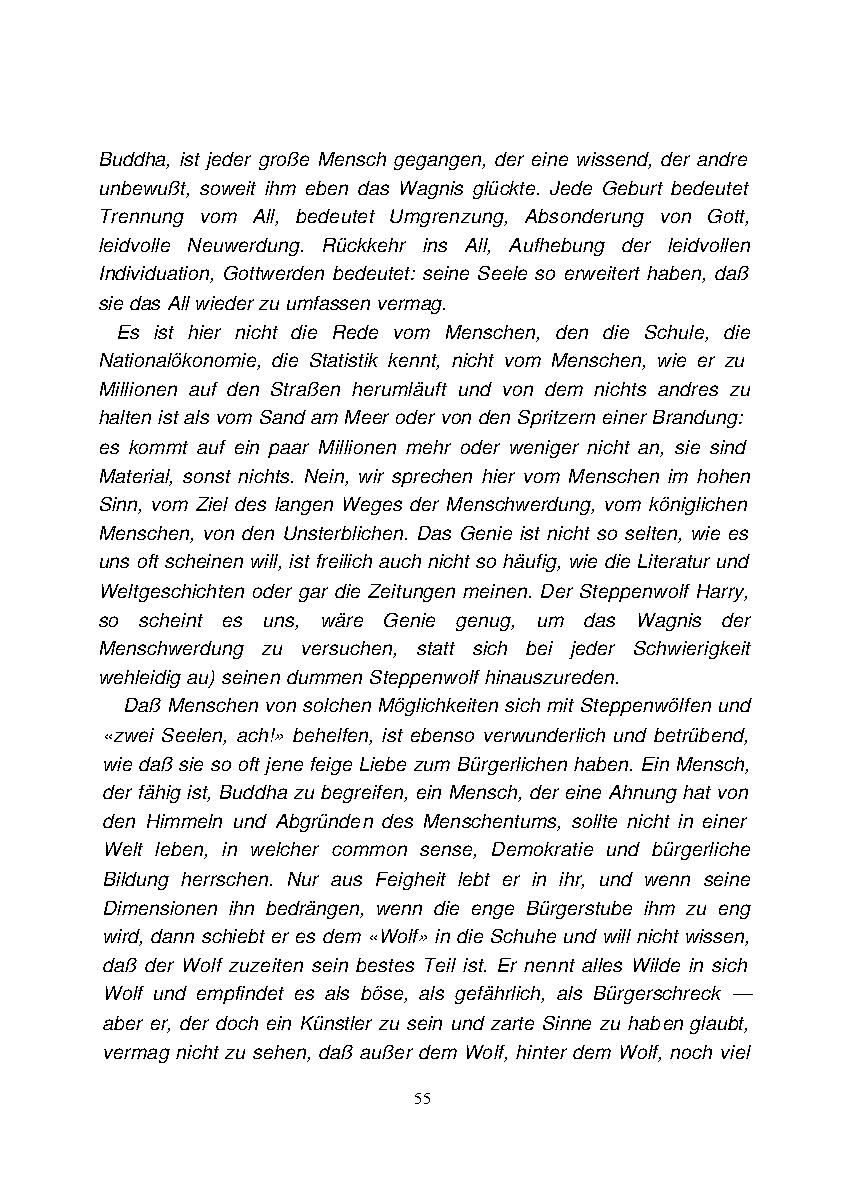 Buddha, ist jeder große Mensch gegangen, der eine wissend, der andre
unbewußt, soweit ihm eben das Wagnis glückte. Jede Geburt bedeutet
Trennung vom All, bedeutet Umgrenzung, Absonderung von Gott,
leidvolle Neuwerdung. Rückkehr ins All, Aufhebung der leidvollen
Individuation, Gottwerden bedeutet: seine Seele so erweitert haben, daß
sie das All wieder zu umfassen vermag.
Es ist hier nicht die Rede vom Menschen, den die Schule, die
Nationalökonomie, die Statistik kennt, nicht vom Menschen, wie er zu
Millionen auf den Straßen herumläuft und von dem nichts andres zu
halten ist als vom Sand am Meer oder von den Spritzern einer Brandung:
es kommt auf ein paar Millionen mehr oder weniger nicht an, sie sind
Material, sonst nichts. Nein, wir sprechen hier vom Menschen im hohen
Sinn, vom Ziel des langen Weges der Menschwerdung, vom königlichen
Menschen, von den Unsterblichen. Das Genie ist nicht so selten, wie es
uns oft scheinen will, ist freilich auch nicht so häufig, wie die Literatur und
Weltgeschichten oder gar die Zeitungen meinen. Der Steppenwolf Harry,
so scheint es uns, wäre Genie genug, um das Wagnis der
Menschwerdung zu versuchen, statt sich bei jeder Schwierigkeit
wehleidig au) seinen dummen Steppenwolf hinauszureden.
Daß Menschen von solchen Möglichkeiten sich mit Steppenwölfen und
«zwei Seelen, ach!» behelfen, ist ebenso verwunderlich und betrübend,
wie daß sie so oft jene feige Liebe zum Bürgerlichen haben. Ein Mensch,
der fähig ist, Buddha zu begreifen, ein Mensch, der eine Ahnung hat von
den Himmeln und Abgründen des Menschentums, sollte nicht in einer
Welt leben, in welcher common sense, Demokratie und bürgerliche
Bildung herrschen. Nur aus Feigheit lebt er in ihr, und wenn seine
Dimensionen ihn bedrängen, wenn die enge Bürgerstube ihm zu eng
wird, dann schiebt er es dem «Wolf» in die Schuhe und will nicht wissen,
daß der Wolf zuzeiten sein bestes Teil ist. Er nennt alles Wilde in sich
Wolf und empfindet es als böse, als gefährlich, als Bürgerschreck —
aber er, der doch ein Künstler zu sein und zarte Sinne zu haben glaubt,
vermag nicht zu sehen, daß außer dem Wolf, hinter dem Wolf, noch viel
55